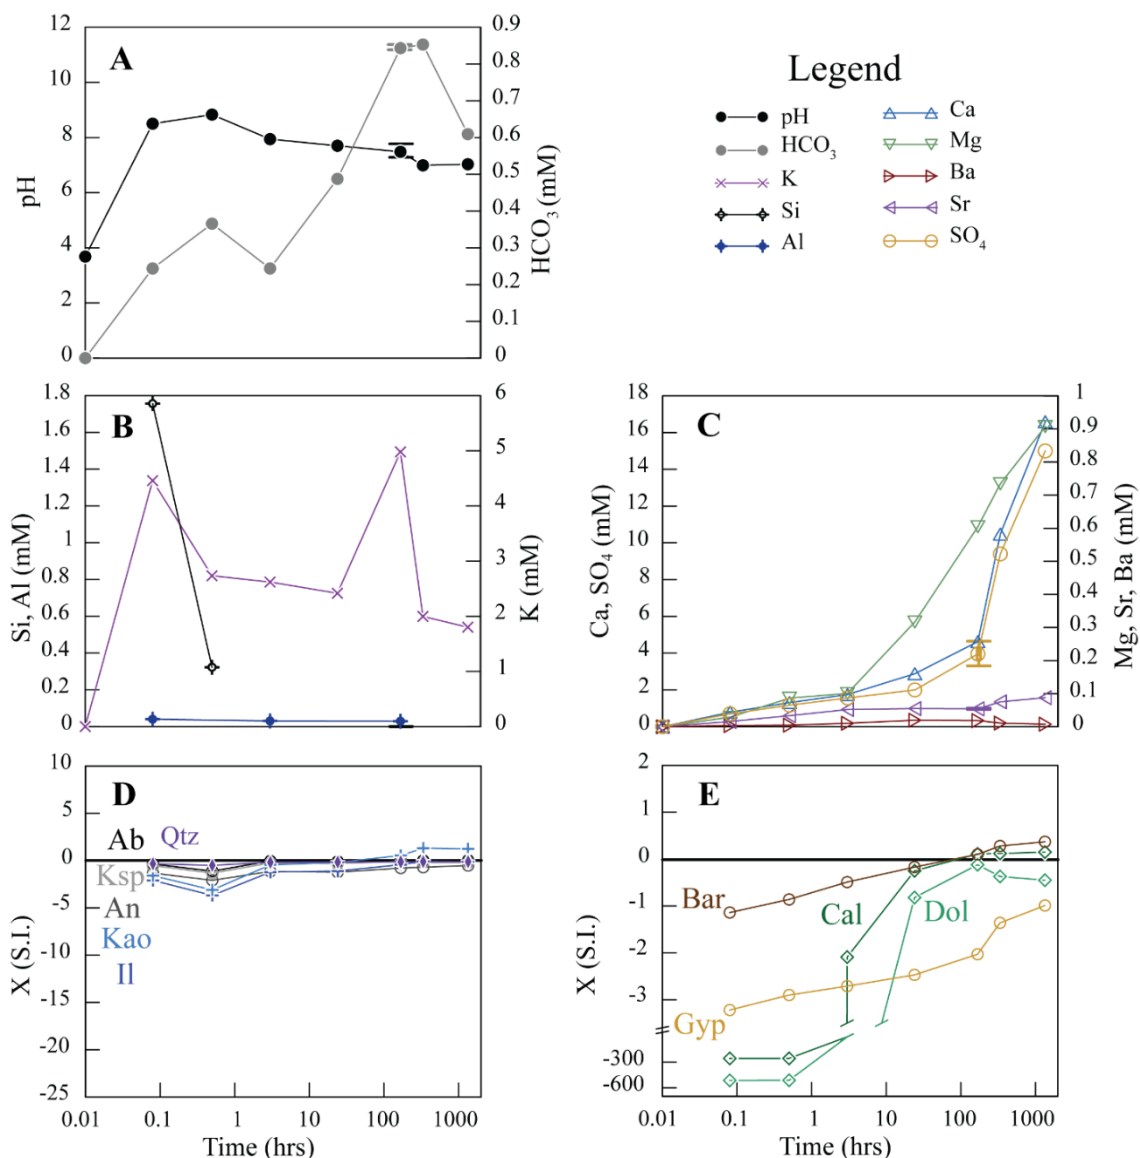 A
12
10
8
6
4
2
0
pH
0.9
0.8
0.7
0.6
0.5
0.4
0.3
0.2
0.1
0
HCO3 (mM)
Legend
pH
HCO3
K
Si
Al
Ca
Mg
Ba
Sr
SO4
B
1.8
1.6
1.4
1.2
1
0.8
0.6
0.4
0.2
0
Si, Al (mM)
6
5
4
3
2
1
0
K (mM)
C
18
16
14
12
10
8
6
4
2
0
Ca, SO4 (mM)
1
0.9
0.8
0.7
0.6
0.5
0.4
0.3
0.2
0.1
0
Mg, Sr, Ba (mM)
D
10
5
0
-5
-10
-15
-20
-25
X (S.I.)
Ab
Qtz
Ksp
An
Kao
Il
0.01
0.1
1
10
100
1000
Time (hrs)
E
2
1
0
-1
-2
-3
-300
-600
X (S.I.)
Bar
Cal
Dol
Gyp
0.01
0.1
1
10
100
1000
Time (hrs)